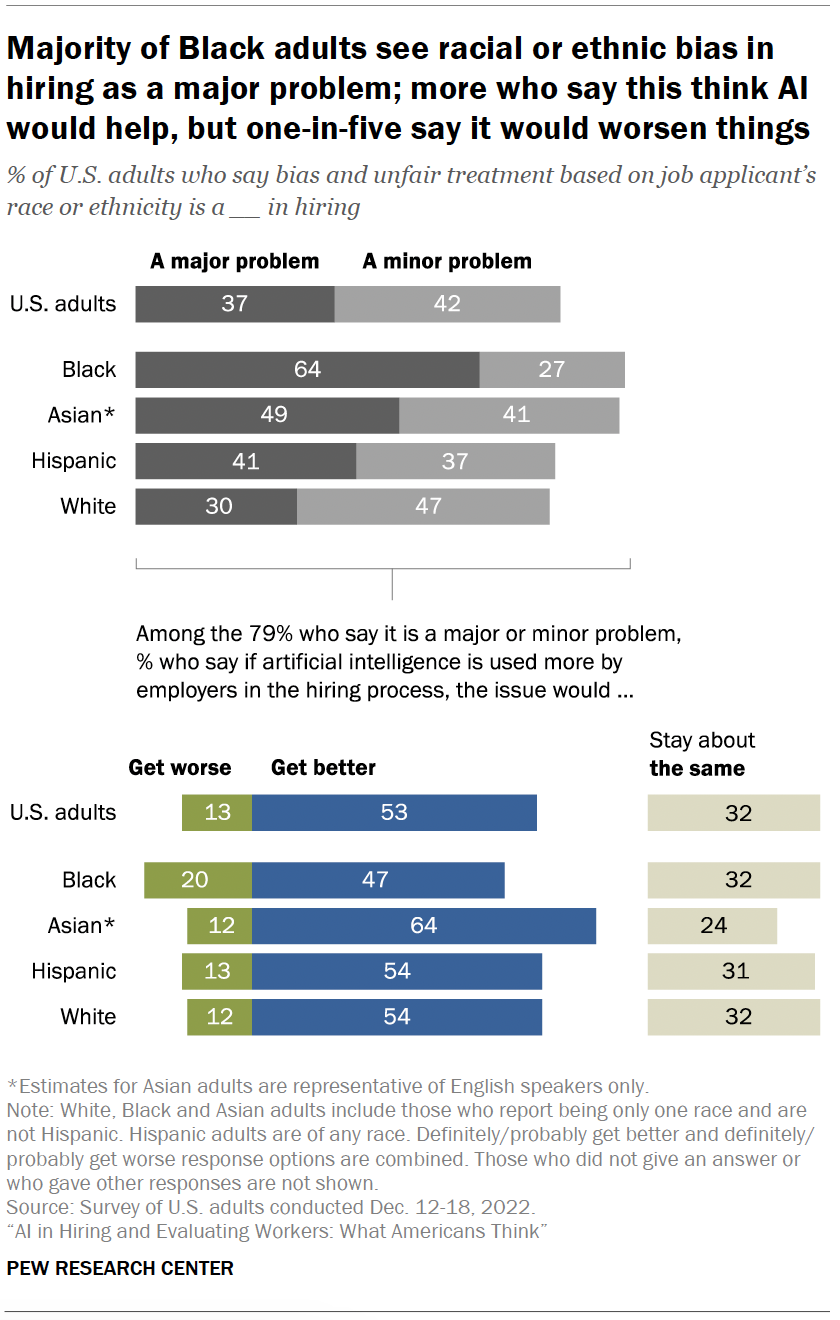 Majority of Black adults see racial or ethnic bias in
hiring as a major problem; more who say this think AI
would help, but one-in-five say it would worsen things
% of U.S. adults who say bias and unfair treatment based on job applicant's
race or ethnicity is a __ in hiring
A major problem A minor problem
U.S. adults 37 42
Black 64 27
Asian* 49 41
Hispanic 41 37
White 30 47
Among the 79% who say it is a major or minor problem,
% who say if artificial intelligence is used more by
employers in the hiring process, the issue would ...
Stay about
Get worse Get better the same
U.S. adults 13 53 32
Black 20 47 32
Asian* 12 64 24
Hispanic 13 54 31
White 12 54 32
*Estimates for Asian adults are representative of English speakers only.
Note: White, Black and Asian adults include those who report being only one race and are
not Hispanic. Hispanic adults are of any race. Definitely/probably get better and definitely/
probably get worse response options are combined. Those who did not give an answer or
who gave other responses are not shown.
Source: Survey of U.S. adults conducted Dec. 12-18, 2022.
"AI in Hiring and Evaluating Workers: What Americans Think"
PEW RESEARCH CENTER